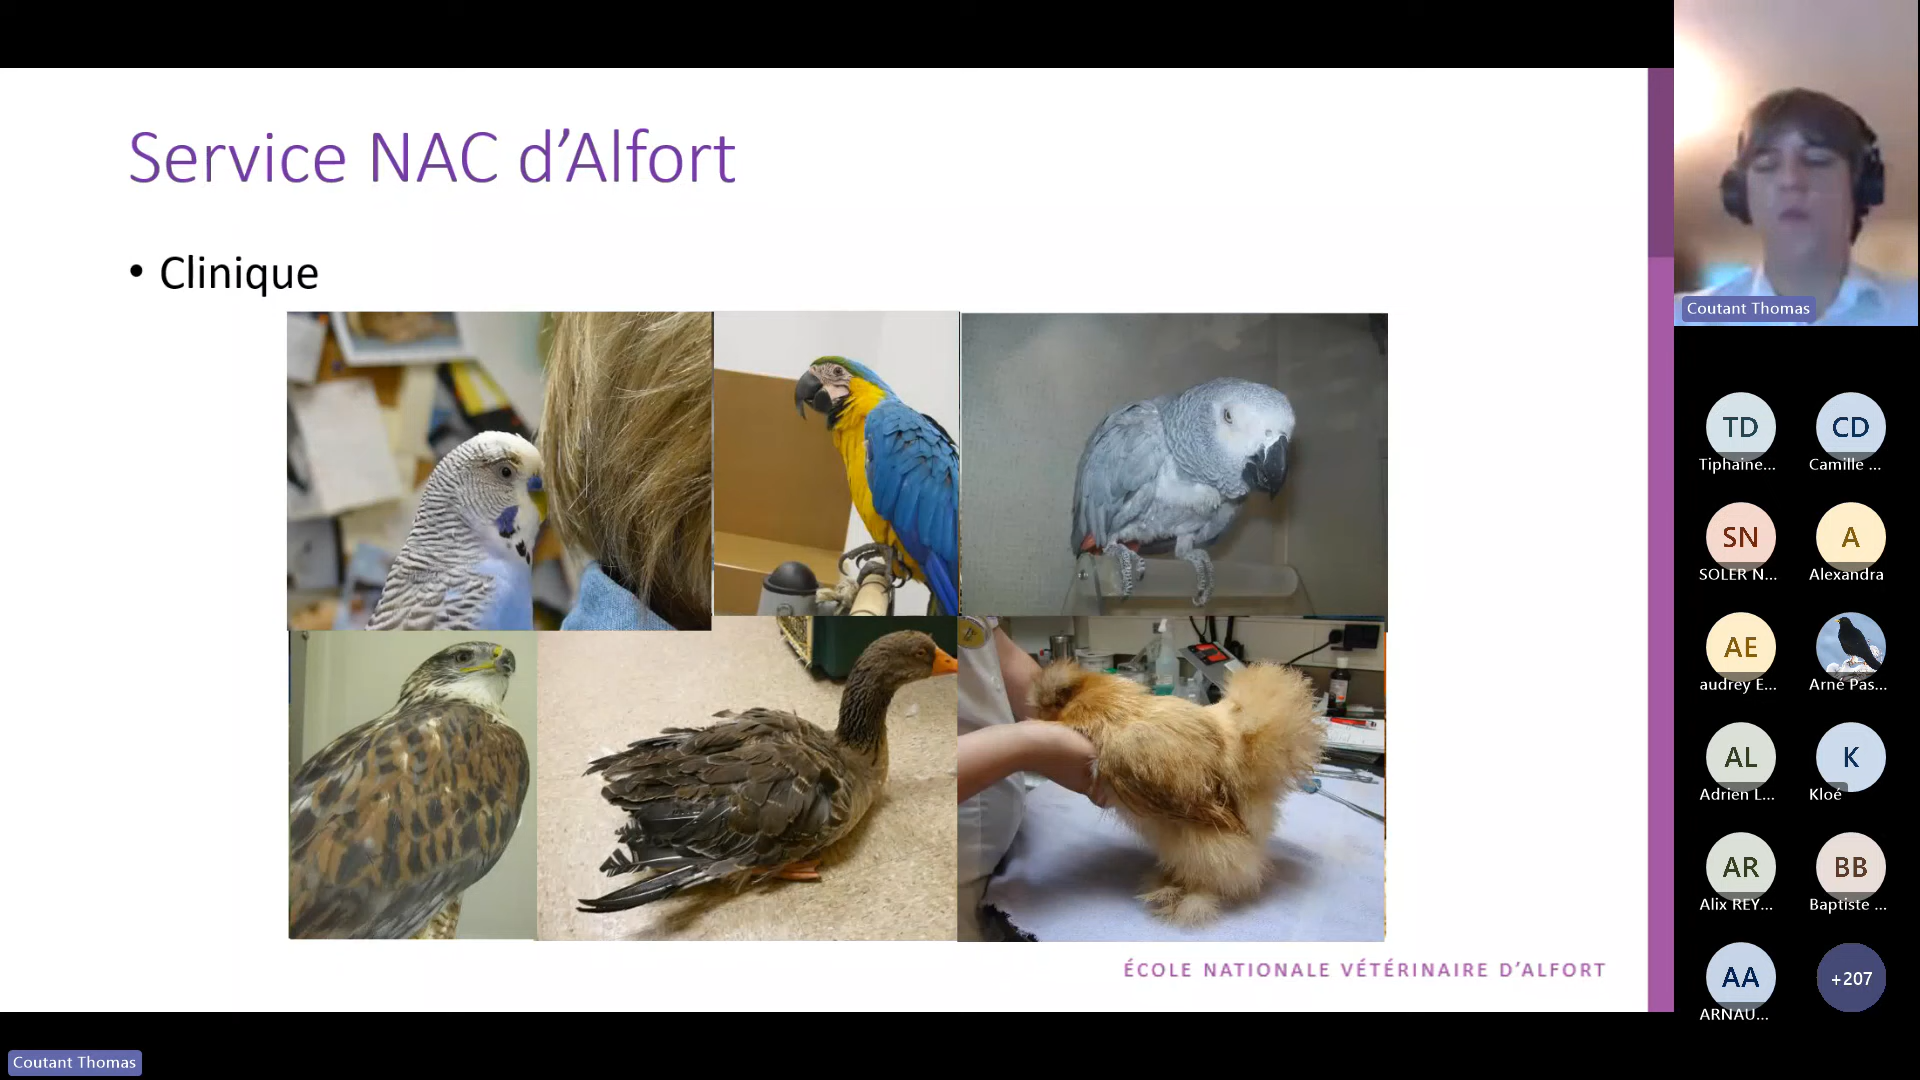 Service NAC d'Alfort
• Clinique
ÉCOLE NATIONALE VÉTÉRINAIRE D'ALFORT
Coutant Thomas
TD
CD
Tiphaine...
Camille ...
SN
A
SOLER N...
Alexandra
AE
audrey E...
Arné Pas...
AL
K
Adrien L...
Kloé
AR
BB
Alix REY...
Baptiste ...
AA
+207
ARNAU...
Coutant Thomas